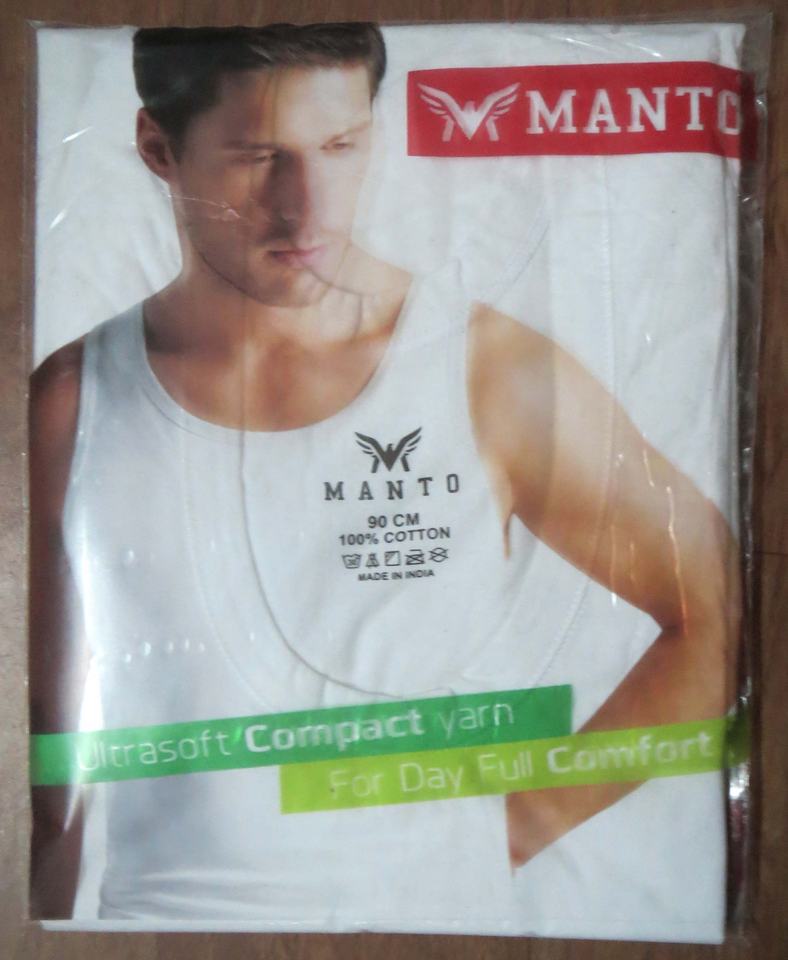 MANTO
MANTO
90 CM
100% COTTON
MADE IN INDIA
Ultrasoft Compact yarn
For Day Full Comfort